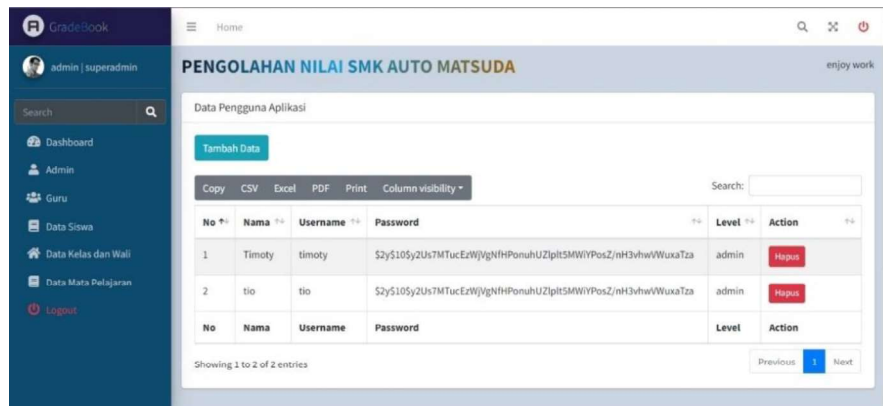 GradeBook
Home
admin | superadmin
PENGOLAHAN NILAI SMK AUTO MATSUDA
enjoy work
Search
Data Pengguna Aplikasi
Dashboard
Tambah Data
Admin
Copy CSV Excel PDF Print Column visibility
Search:
Guru
Data Siswa
No Nama Username Password Level Action
Data Kelas dan Wali
1 Timoty timoty $2y$10$y2Us7MTucEzWjVgNfHPonuhUZlplt5MWiYPosZ/nH3vhwVWuxaTza admin Hapus
Data Mata Pelajaran
2 tio tio $2y$10$y2Us7MTucEzWjVgNfHPonuhUZlplt5MWiYPosZ/nH3vhwVWuxaTza admin Hapus
Logout
No Nama Username Password Level Action
Showing 1 to 2 of 2 entries
Previous 1 Next